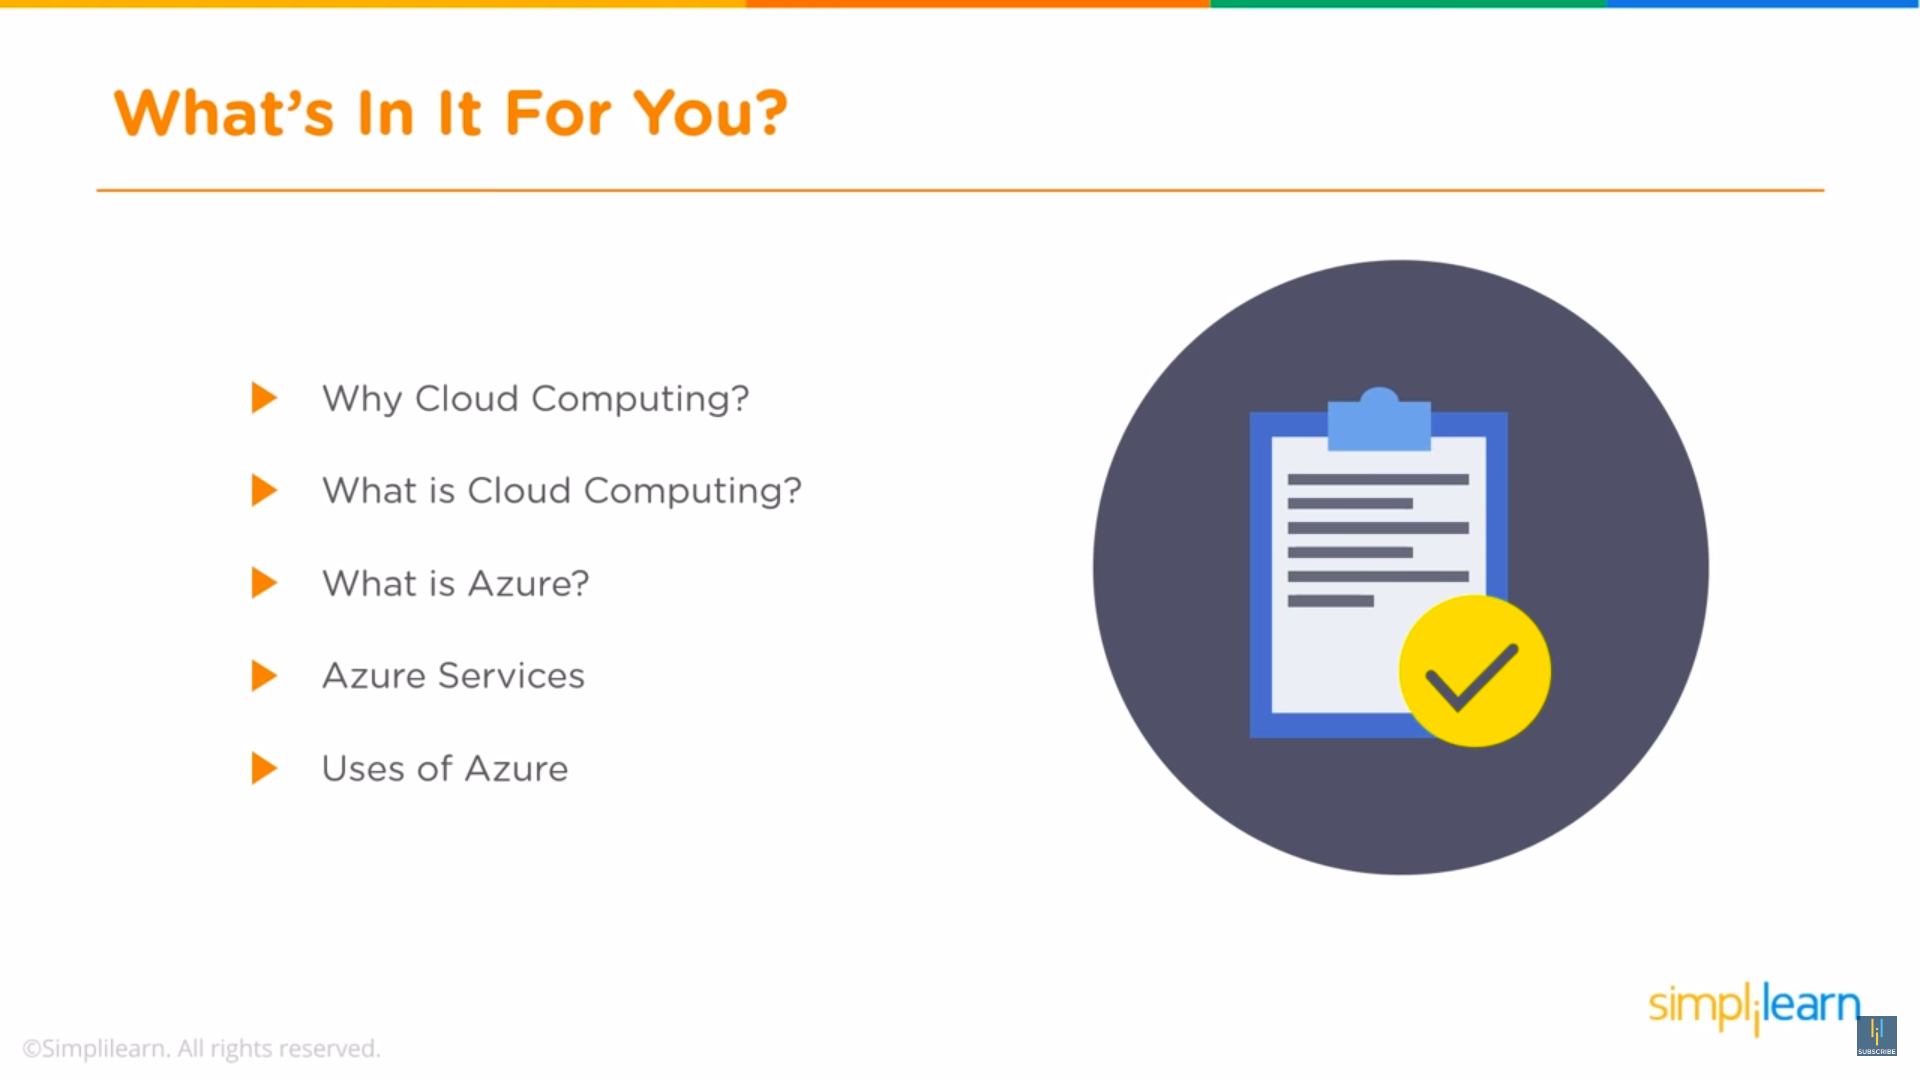 What's In It For You?
Why Cloud Computing?
What is Cloud Computing?
What is Azure?
Azure Services
Uses of Azure
simplilearn
SUBSCRIBE
©Simplilearn. All rights reserved.